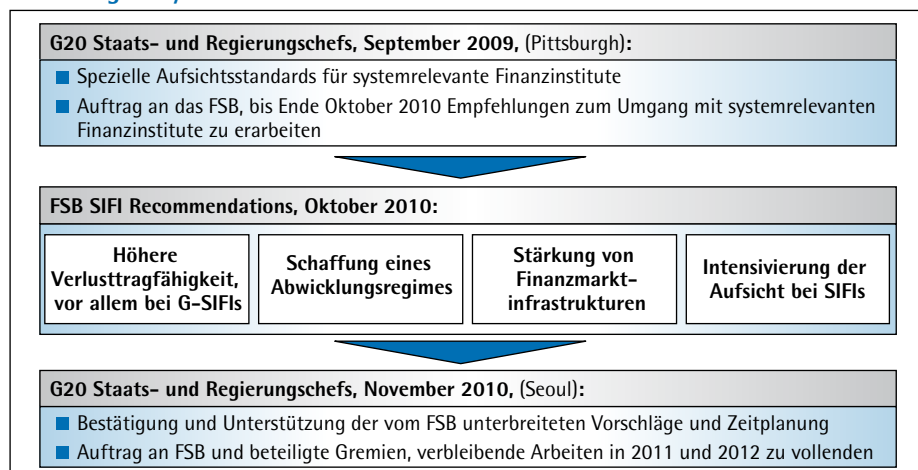 G20 Staats- und Regierungschefs, September 2009, (Pittsburgh):
Spezielle Aufsichtsstandards für systemrelevante Finanzinstitute
Auftrag an das FSB, bis Ende Oktober 2010 Empfehlungen zum Umgang mit systemrelevanten
Finanzinstitute zu erarbeiten
FSB SIFI Recommendations, Oktober 2010:
Höhere
Verlusttragfähigkeit,
vor allem bei G-SIFIs
Schaffung eines
Abwicklungsregimes
Stärkung von
Finanzmarkt-
infrastrukturen
Intensivierung der
Aufsicht bei SIFIs
G20 Staats- und Regierungschefs, November 2010, (Seoul):
Bestätigung und Unterstützung der vom FSB unterbreiteten Vorschläge und Zeitplanung
Auftrag an FSB und beteiligte Gremien, verbleibende Arbeiten in 2011 und 2012 zu vollenden